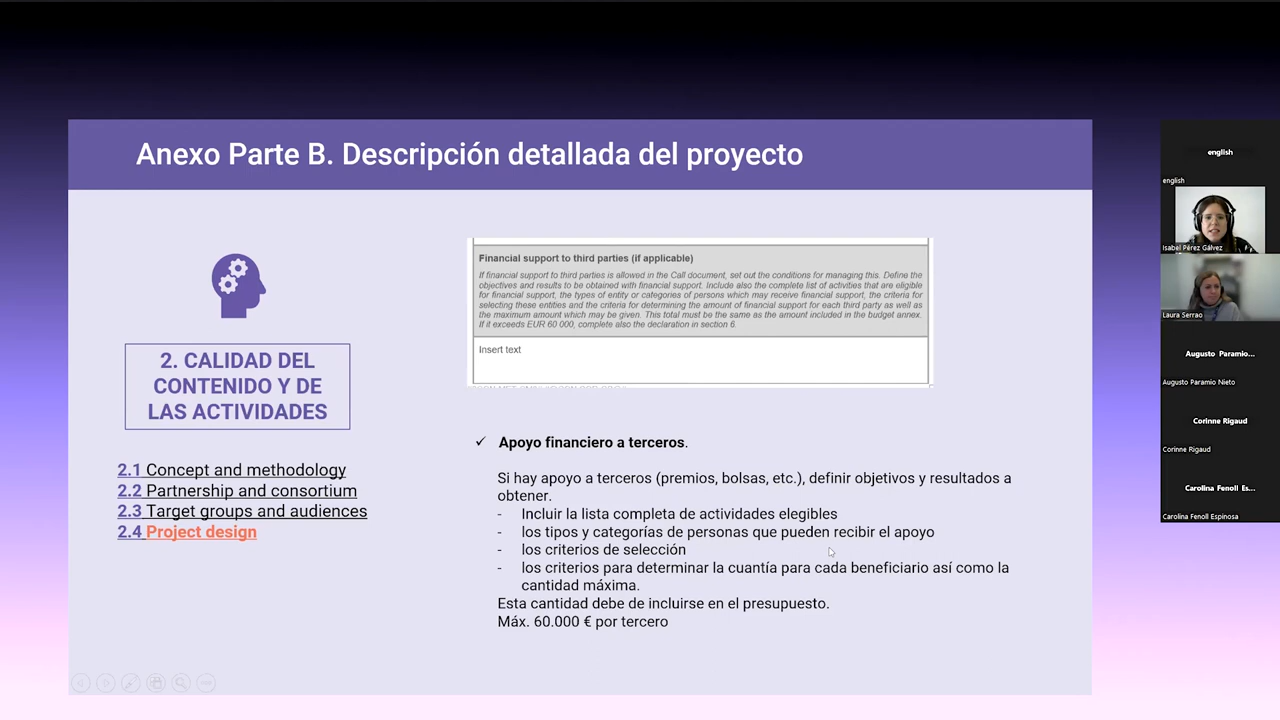 Anexo Parte B. Descripción detallada del proyecto
2. CALIDAD DEL
CONTENIDO Y DE
LAS ACTIVIDADES
2.1 Concept and methodology
2.2 Partnership and consortium
2.3 Target groups and audiences
2.4 Project design
Financial support to third parties (if applicable)
If financial support to third parties is allowed in the Call document, set out the conditions for managing this. Define the
objectives and results to be obtained with financial support. Include also the complete list of activities that are eligible
for financial support, the types of entity or categories of persons which may receive financial support, the criteria for
selecting these entities and the criteria for determining the amount of financial support for each third party as well as
the maximum amount which may be given. This total must be the same as the amount included in the budget annex.
If it exceeds EUR 60 000, complete also the declaration in section 6.
Insert text
✓ Apoyo financiero a terceros.
Si hay apoyo a terceros (premios, bolsas, etc.), definir objetivos y resultados a
obtener.
- Incluir la lista completa de actividades elegibles
- los tipos y categorías de personas que pueden recibir el apoyo
- los criterios de selección
- los criterios para determinar la cuantía para cada beneficiario así como la
cantidad máxima.
Esta cantidad debe de incluirse en el presupuesto.
Máx. 60.000 € por tercero
english
english
Isabel Pérez Gálvez
Laura Serrao
Augusto Paramio...
Augusto Paramio Nieto
Corinne Rigaud
Corinne Rigaud
Carolina Fenoll Es...
Carolina Fenoll Espinosa